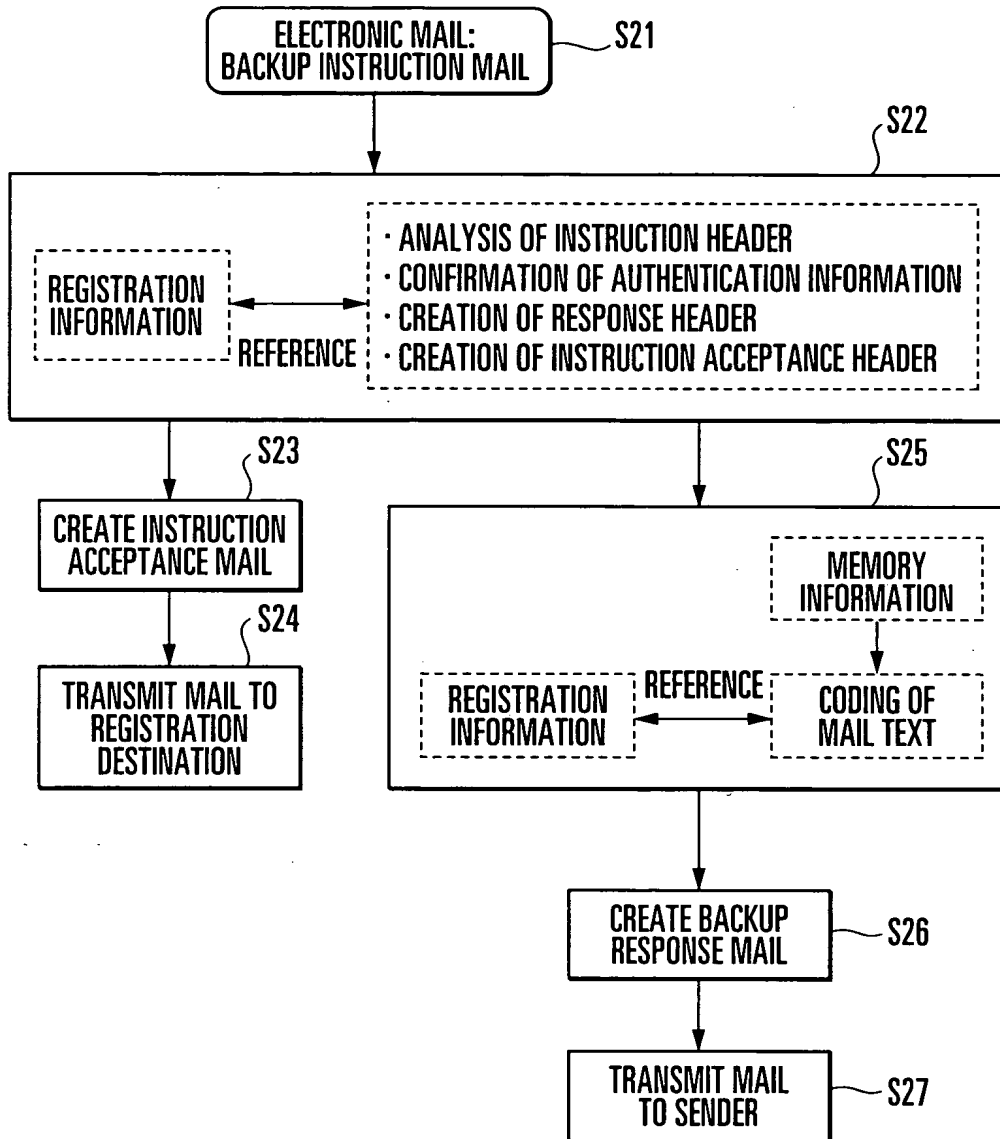 ELECTRONIC MAIL:
BACKUP INSTRUCTION MAIL
S21
S22
REGISTRATION
INFORMATION
REFERENCE
· ANALYSIS OF INSTRUCTION HEADER
· CONFIRMATION OF AUTHENTICATION INFORMATION
· CREATION OF RESPONSE HEADER
· CREATION OF INSTRUCTION ACCEPTANCE HEADER
S23
CREATE INSTRUCTION
ACCEPTANCE MAIL
S24
TRANSMIT MAIL TO
REGISTRATION
DESTINATION
S25
MEMORY
INFORMATION
REGISTRATION
INFORMATION
REFERENCE
CODING OF
MAIL TEXT
CREATE BACKUP
RESPONSE MAIL
S26
TRANSMIT MAIL
TO SENDER
S27